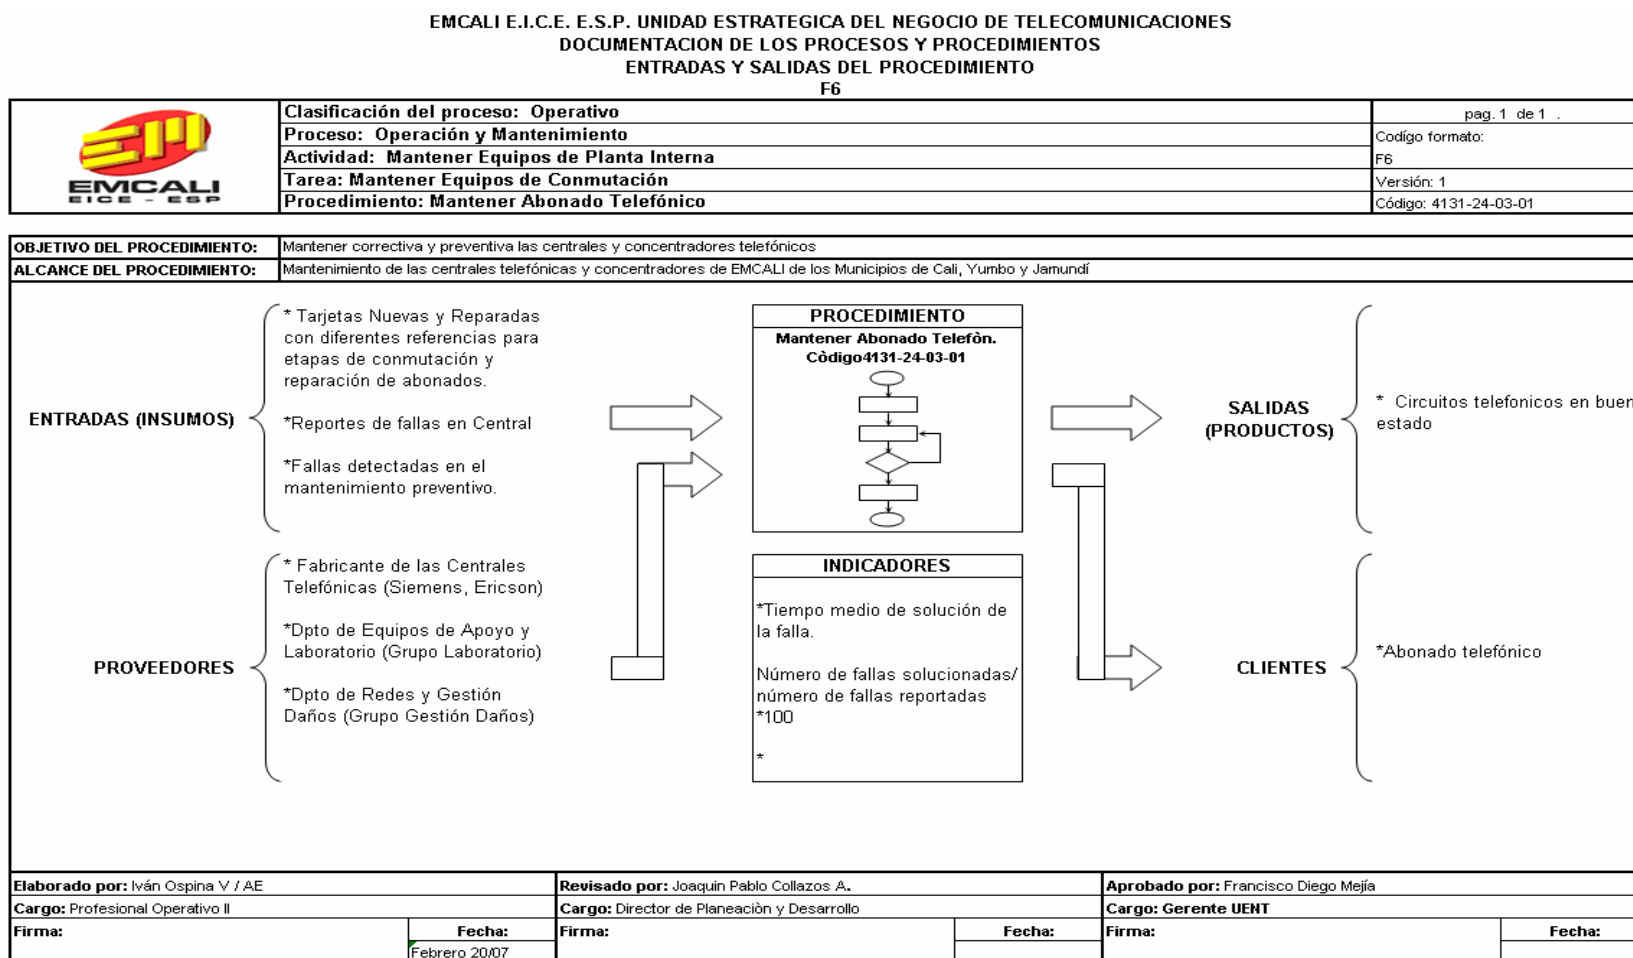 EMCALI E.I.C.E. E.S.P. UNIDAD ESTRATEGICA DEL NEGOCIO DE TELECOMUNICACIONES
DOCUMENTACION DE LOS PROCESOS Y PROCEDIMIENTOS
ENTRADAS Y SALIDAS DEL PROCEDIMIENTO
F6
EM
EMCALI
EICE - ESP
Clasificación del proces: Operativo
Proceso: Operación y Mantenimiento
Actividad: Mantener Equipos de Planta Interna
Tarea: Mantener Equipos de Conmutación
Procedimiento: Mantener Abonado Telefónico
pag. 1 de 1 .
Codígo formato:
F6
Versión: 1
Código: 4131-24-03-01
OBJETIVO DEL PROCEDIMIENTO: Mantener correctiva y preventiva las centrales y concentradores telefónicos
ALCANCE DEL PROCEDIMIENTO: Mantenimiento de las centrales telefónicas y concentradores de EMCALI de los Municipios de Cali, Yumbo y Jamundí
ENTRADAS (INSUMOS)
* Tarjetas Nuevas y Reparadas
con diferentes referencias para
etapas de conmutación y
reparación de abonados.
*Reportes de fallas en Central
*Fallas detectadas en el
mantenimiento preventivo.
PROCEDIMIENTO
Mantener Abonado Telefòn.
Còdigo4131-24-03-01
SALIDAS
(PRODUCTOS)
* Circuitos telefonicos en buen
estado
PROVEEDORES
* Fabricante de las Centrales
Telefónicas (Siemens, Ericson)
*Dpto de Equipos de Apoyo y
Laboratorio (Grupo Laboratorio)
*Dpto de Redes y Gestión
Daños (Grupo Gestión Daños)
INDICADORES
*Tiempo medio de solución de
la falla.
Número de fallas solucionadas/
número de fallas reportadas
*100
*
CLIENTES
*Abonado telefónico
Elaborado por: Iván Ospina V / AE
Cargo: Profesional Operativo II
Firma:
Fecha:
Febrero 20/07
Revisado por: Joaquin Pablo Collazos A.
Cargo: Director de Planeaciòn y Desarrollo
Firma:
Fecha:
Aprobado por: Francisco Diego Mejía
Cargo: Gerente UENT
Firma:
Fecha: